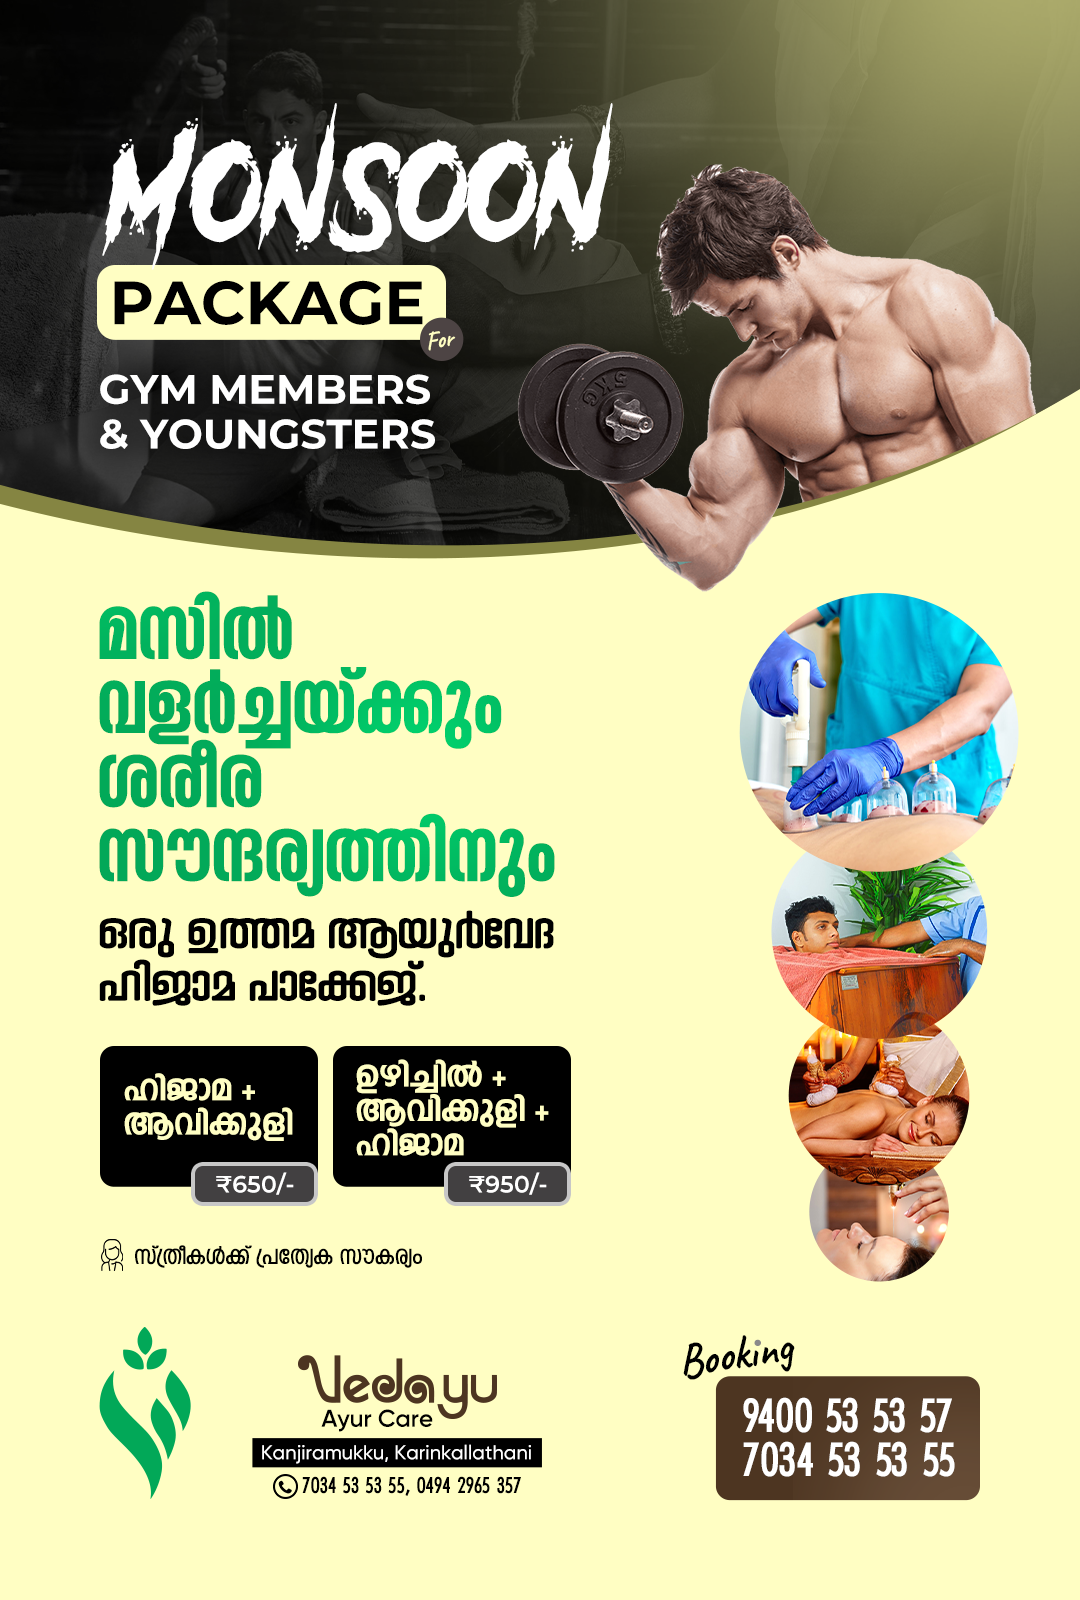 MONSOON
PACKAGE
For
GYM MEMBERS
& YOUNGSTERS
5KG
മസിൽ
വളർച്ചയ്ക്കും
ശരീര
സൗന്ദര്യത്തിനും
ഒരു ഉത്തമ ആയുർവേദ
ഹിജാമ പാക്കേജ്.
ഹിജാമ +
ആവിക്കുളി
₹650/-
ഉഴിച്ചിൽ +
ആവിക്കുളി +
ഹിജാമ
₹950/-
സ്ത്രീകൾക്ക് പ്രത്യേക സൗകര്യം
Vedayu
Ayur Care
Kanjiramukku, Karinkallathani
7034 53 53 55, 0494 2965 357
Booking
9400 53 53 57
7034 53 53 55